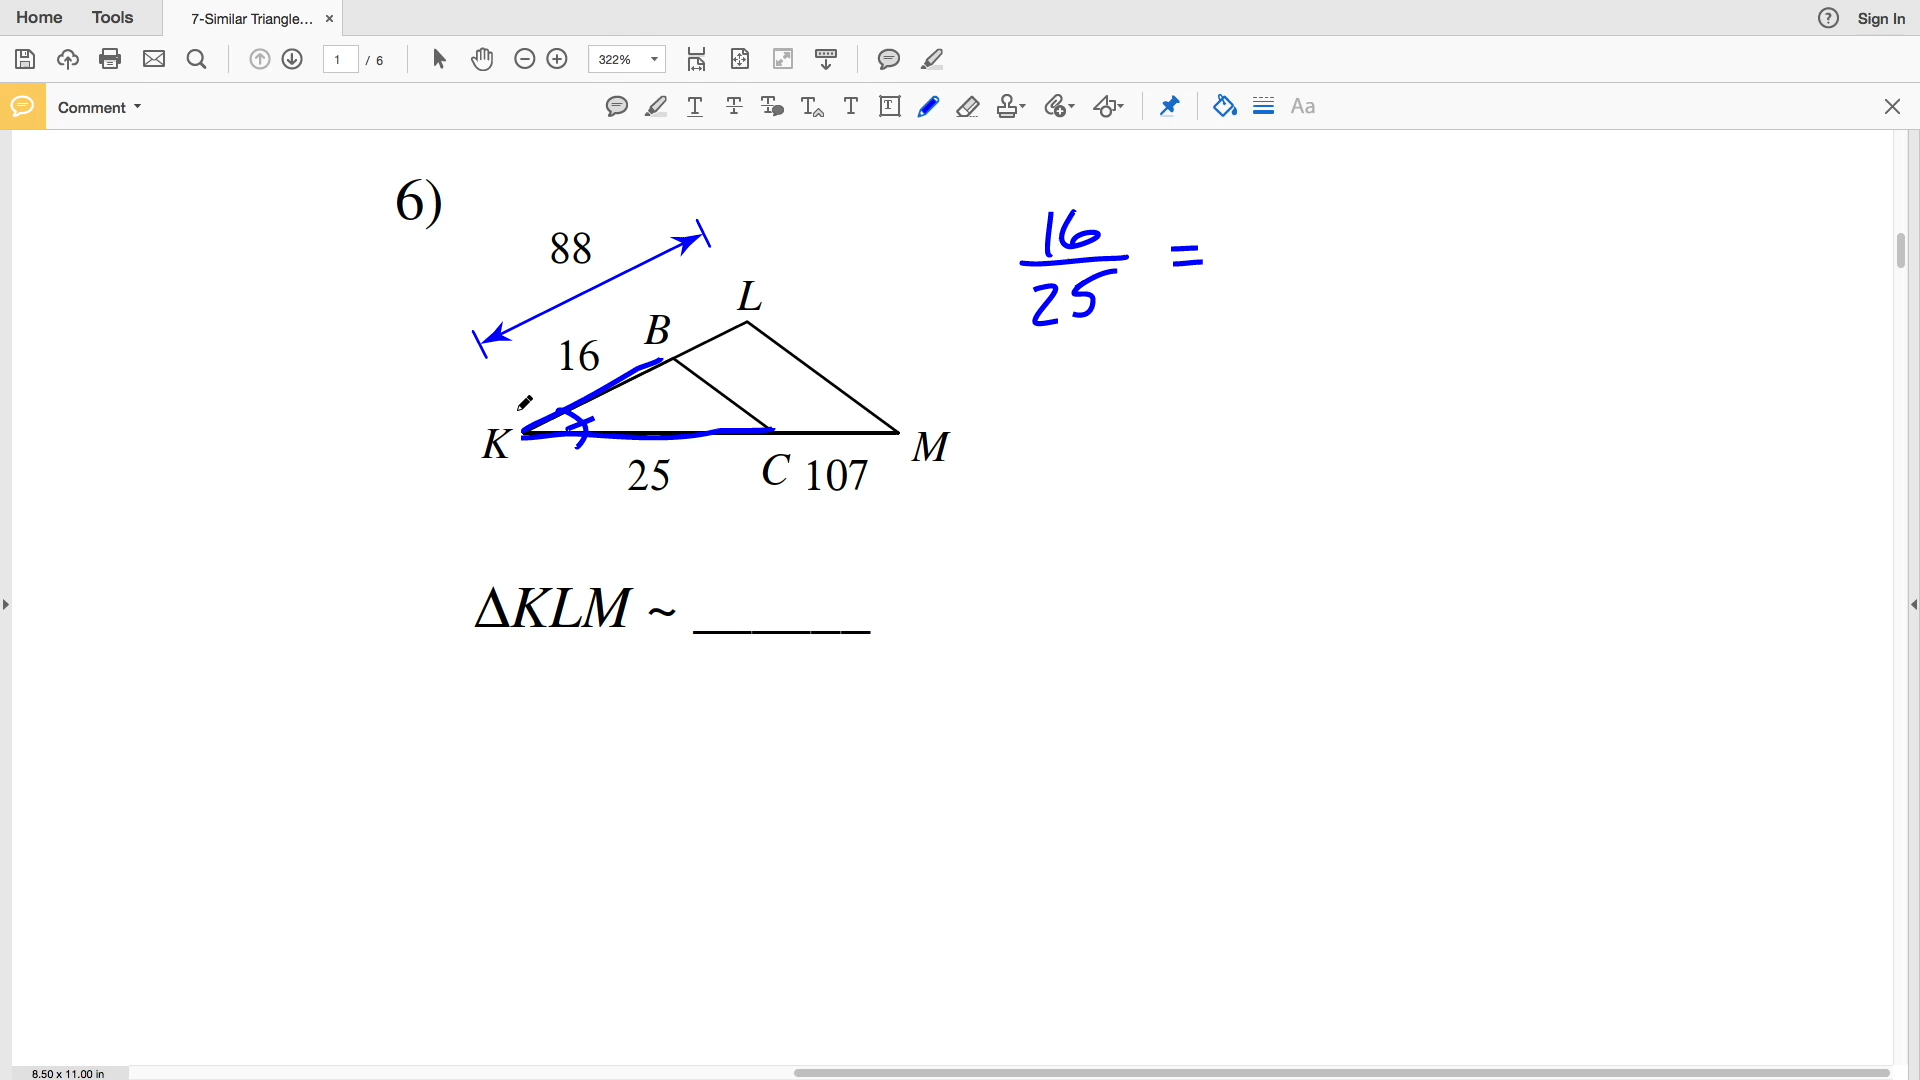 Home Tools 7-Similar Triangle... × ? Sign In
1 / 6 322%
Comment T T T T T T Aa
6)
88
L
B
16
K
M
25 C 107
16
25 =
ΔKLM ~ ______
8.50 x 11.00 in